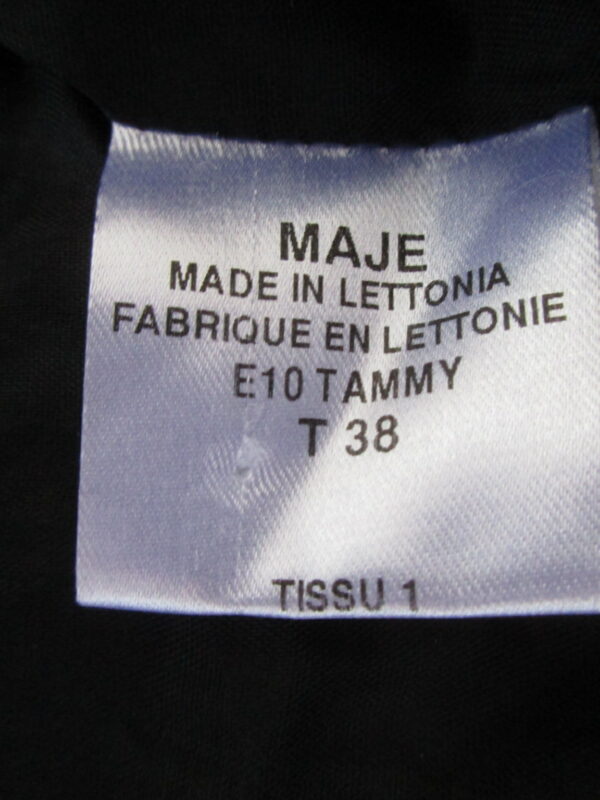 MAJE
MADE IN LETTONIA
FABRIQUE EN LETTONIE
E10 TAMMY
T 38
TISSU 1